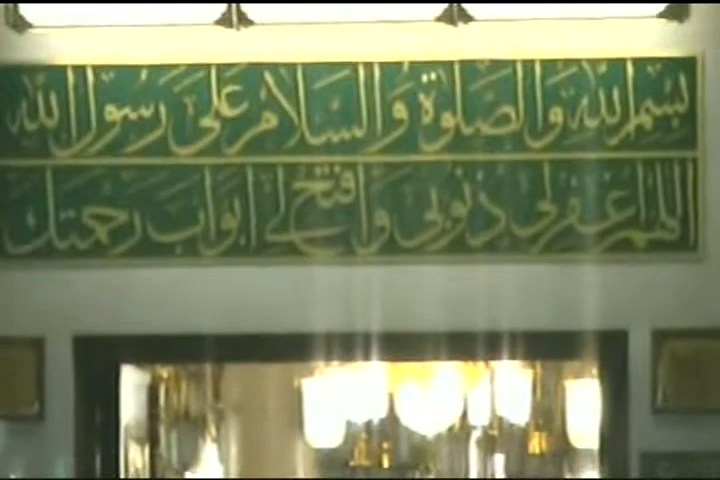 بسم الله والصلوة والسلام على رسول الله
اللهم اغفر لي ذنوبي وافتح لي ابواب رحمتك